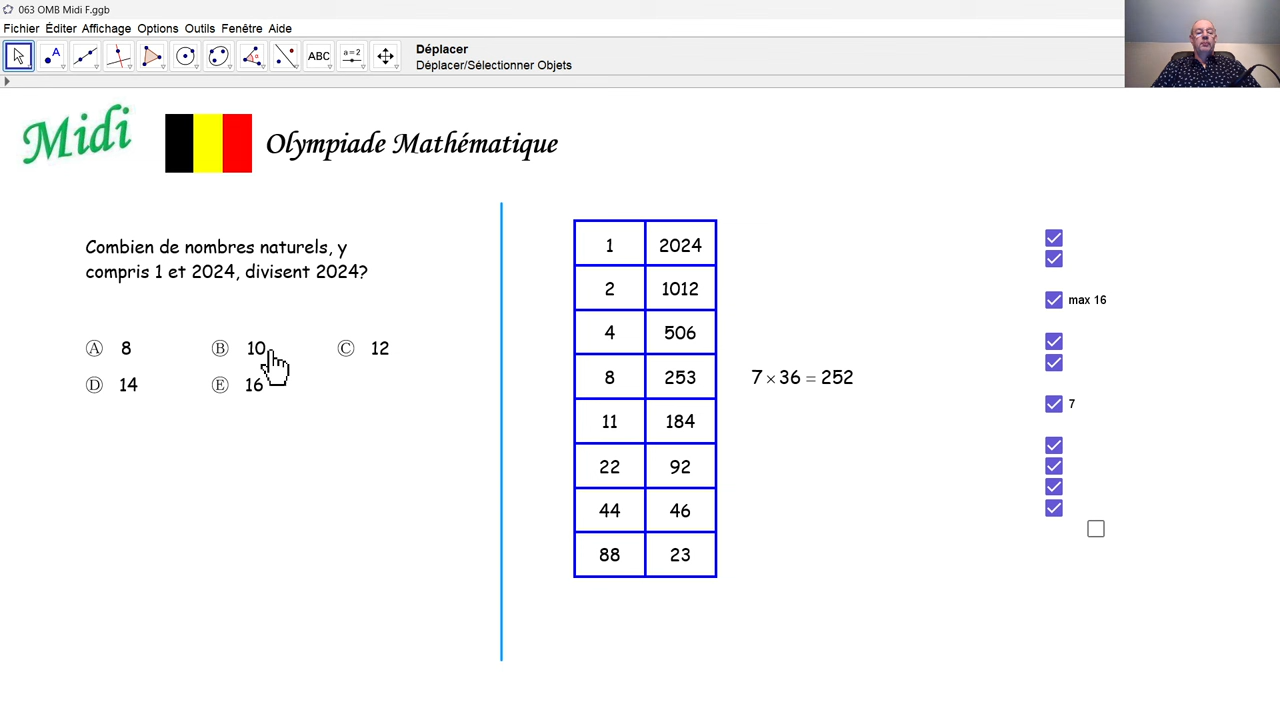 063 OMB Midi F.ggb
Fichier Éditer Affichage Options Outils Fenêtre Aide
A ABC a=2 Déplacer
Déplacer/Sélectionner Objets
Midi Olympiade Mathématique
Combien de nombres naturels, y
compris 1 et 2024, divisent 2024?
Ⓐ 8 Ⓑ 10 Ⓒ 12
Ⓓ 14 Ⓔ 16
1 2024
2 1012
4 506
8 253
11 184
22 92
44 46
88 23
7 × 36 = 252
max 16
7